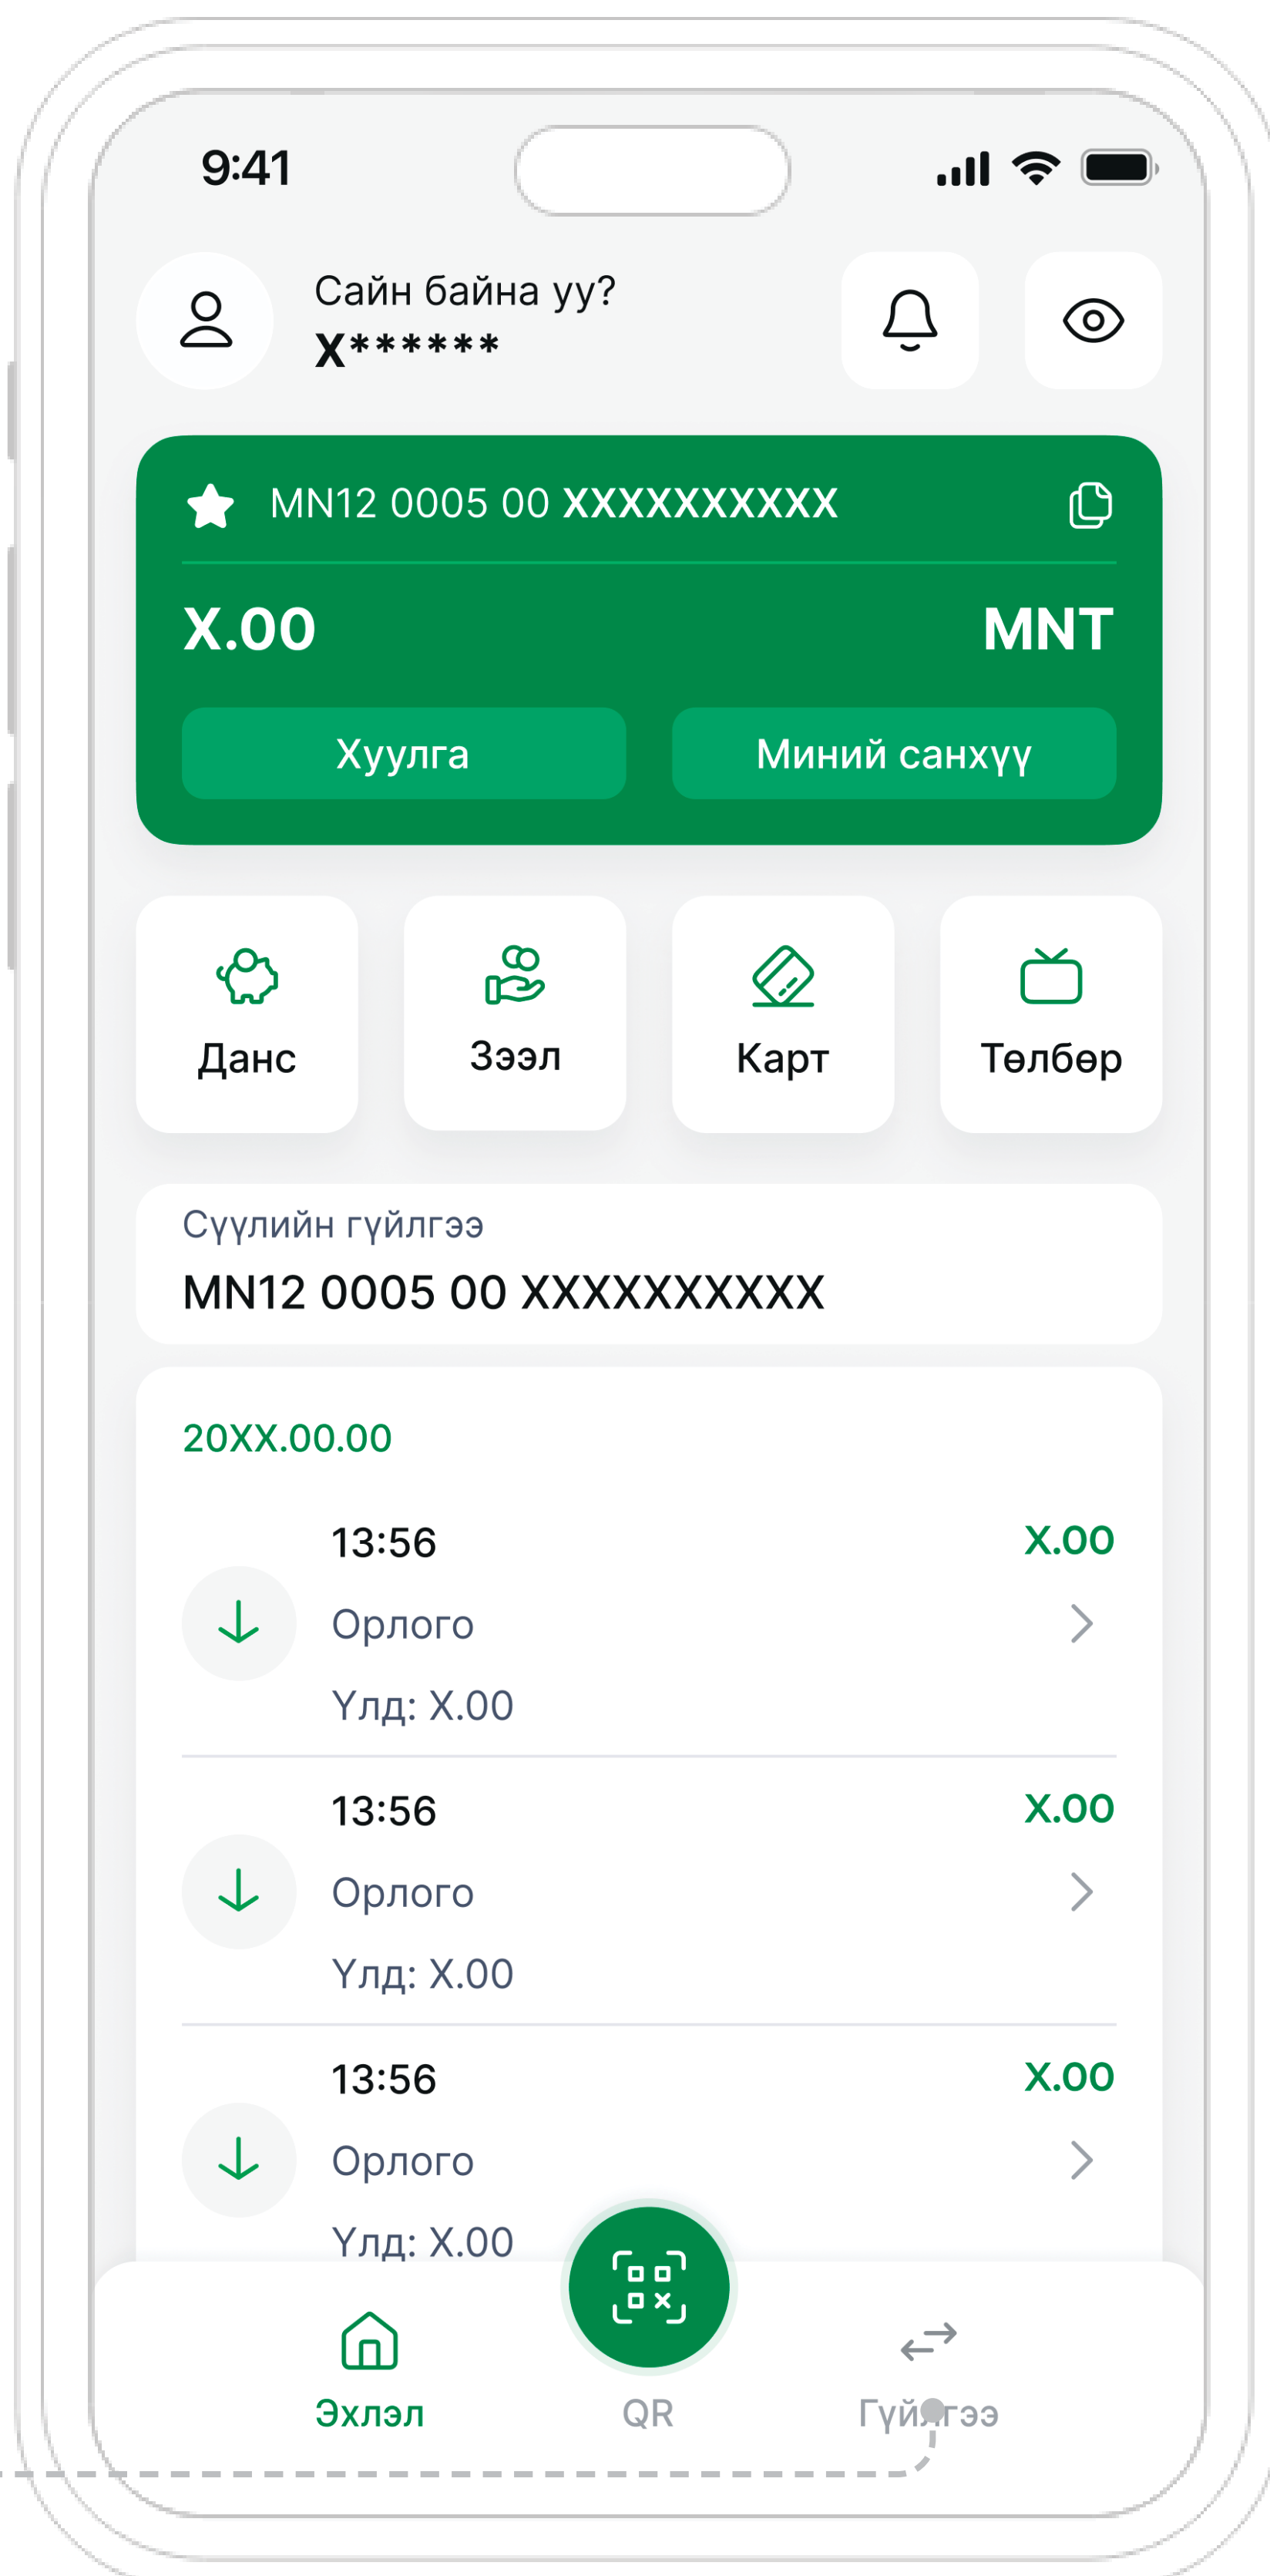 9:41
Сайн байна уу?
X******
MN12 0005 00 XXXXXXXXXX
X.00 MNT
Хуулга Миний санхүү
Данс Зээл Карт Төлбөр
Сүүлийн гүйлгээ
MN12 0005 00 XXXXXXXXXX
20XX.00.00
13:56 X.00
Орлого
Үлд: X.00
13:56 X.00
Орлого
Үлд: X.00
13:56 X.00
Орлого
Үлд: X.00
Эхлэл QR Гүйлгээ